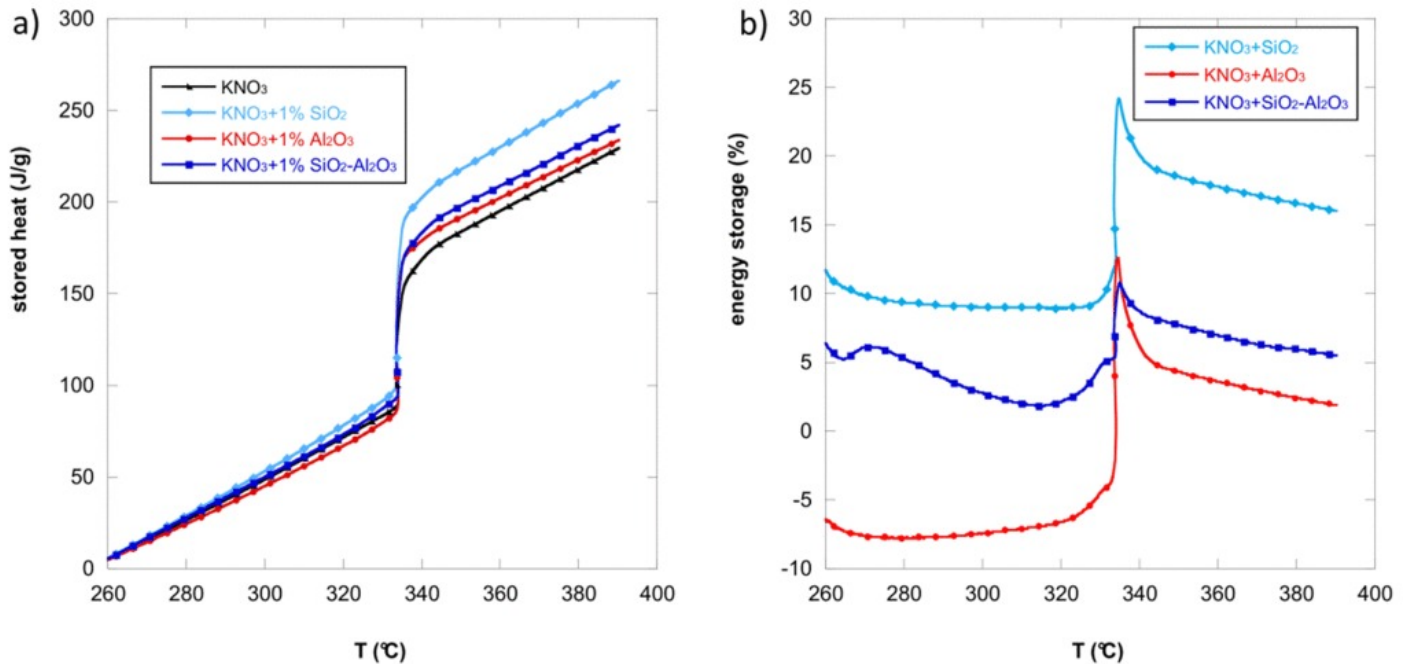 a)
300
250
200
150
100
50
0
stored heat (J/g)
KNO₃
KNO₃+1% SiO₂
KNO₃+1% Al₂O₃
KNO₃+1% SiO₂-Al₂O₃
260 280 300 320 340 360 380 400
T (°C)
b)
30
25
20
15
10
5
0
-5
-10
energy storage (%)
KNO₃+SiO₂
KNO₃+Al₂O₃
KNO₃+SiO₂-Al₂O₃
260 280 300 320 340 360 380 400
T (°C)